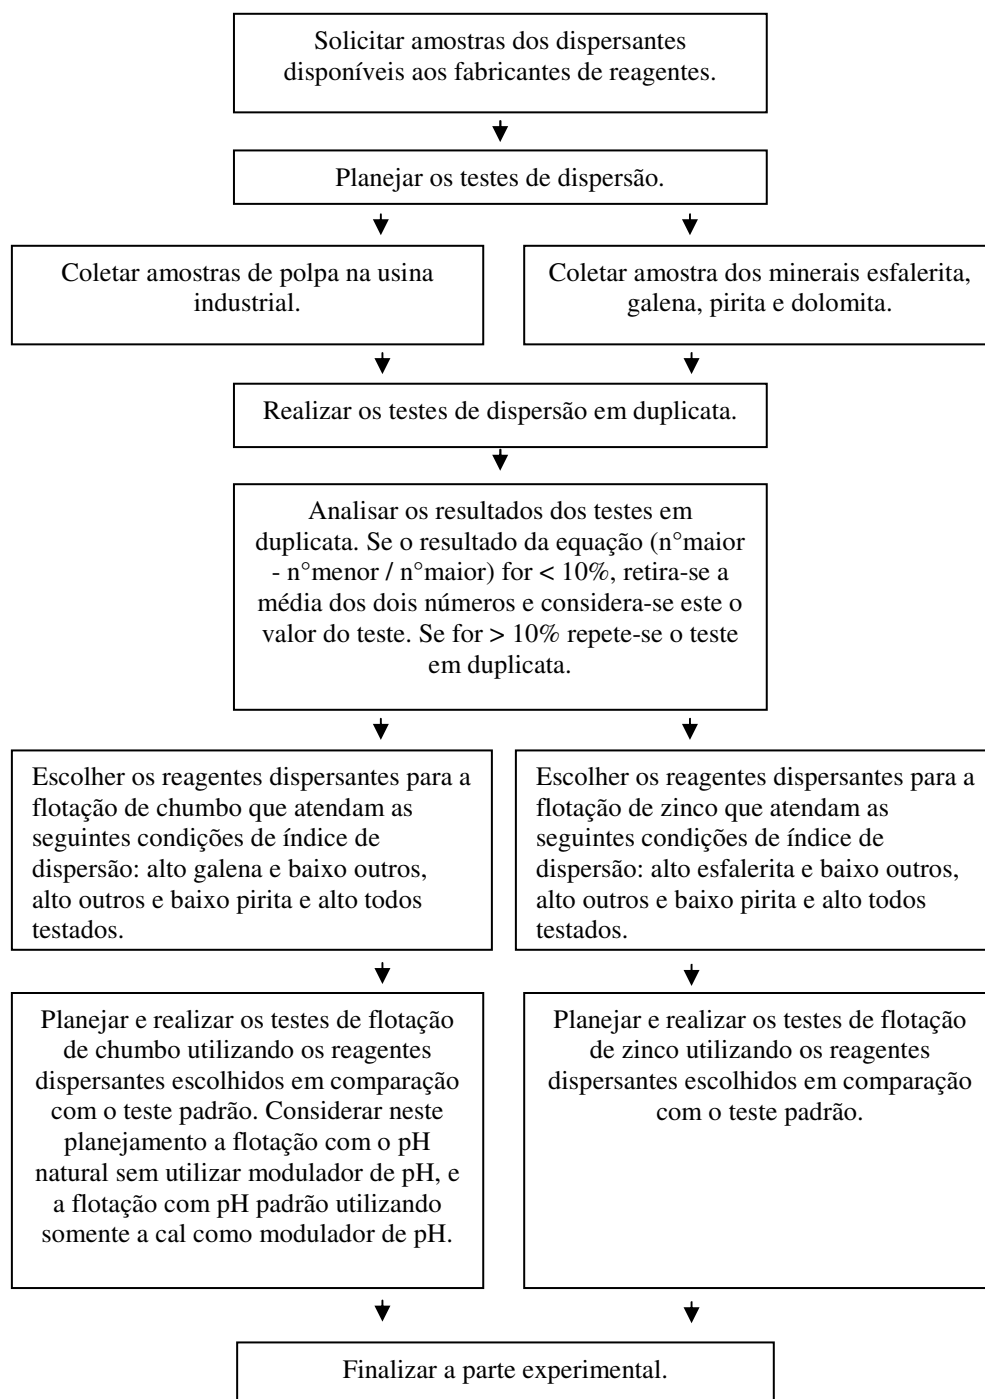 Solicitar amostras dos dispersantes
disponíveis aos fabricantes de reagentes.
Planejar os testes de dispersão.
Coletar amostras de polpa na usina
industrial.
Coletar amostra dos minerais esfalerita,
galena, pirita e dolomita.
Realizar os testes de dispersão em duplicata.
Analisar os resultados dos testes em
duplicata. Se o resultado da equação (n°maior
- n°menor / n°maior) for < 10%, retira-se a
média dos dois números e considera-se este o
valor do teste. Se for > 10% repete-se o teste
em duplicata.
Escolher os reagentes dispersantes para a
flotação de chumbo que atendam as
seguintes condições de índice de
dispersão: alto galena e baixo outros,
alto outros e baixo pirita e alto todos
testados.
Escolher os reagentes dispersantes para a
flotação de zinco que atendam as
seguintes condições de índice de
dispersão: alto esfalerita e baixo outros,
alto outros e baixo pirita e alto todos
testados.
Planejar e realizar os testes de flotação
de chumbo utilizando os reagentes
dispersantes escolhidos em comparação
com o teste padrão. Considerar neste
planejamento a flotação com o pH
natural sem utilizar modulador de pH, e
a flotação com pH padrão utilizando
somente a cal como modulador de pH.
Planejar e realizar os testes de flotação
de zinco utilizando os reagentes
dispersantes escolhidos em comparação
com o teste padrão.
Finalizar a parte experimental.